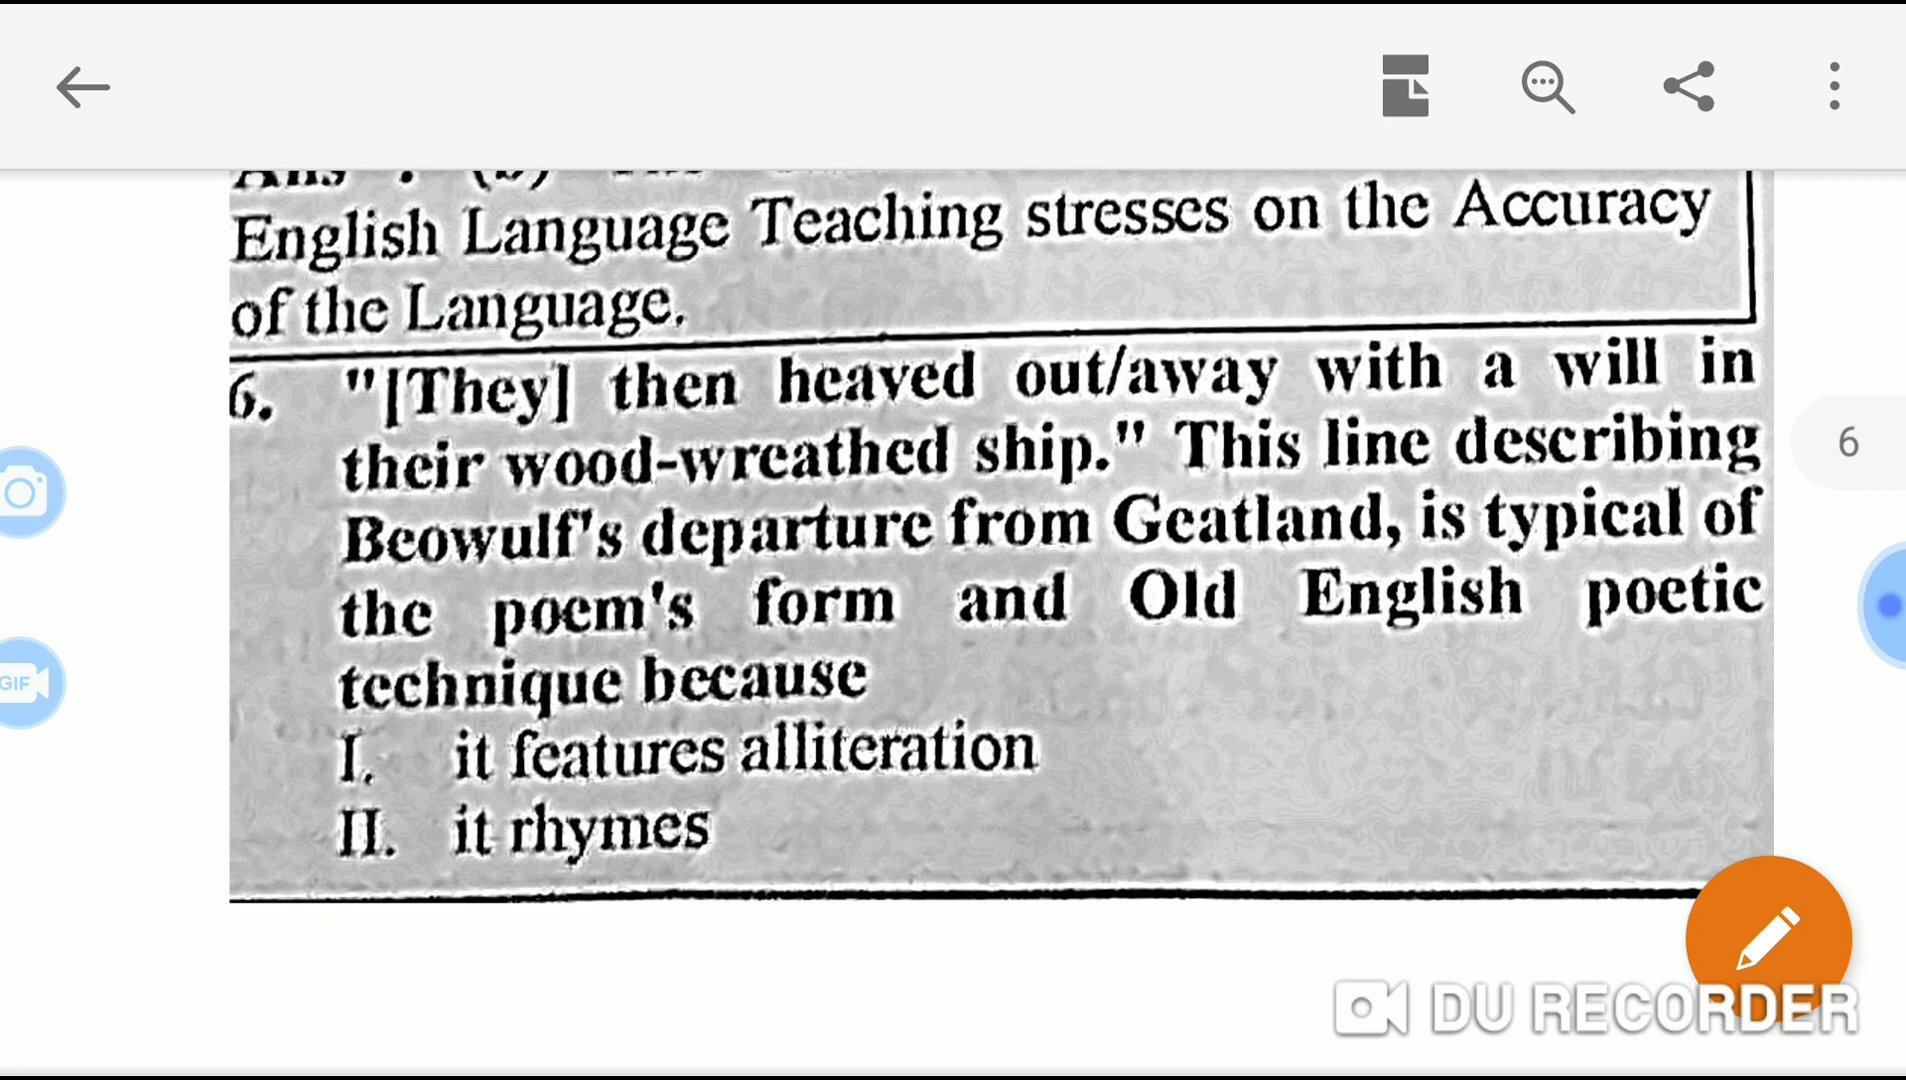 English Language Teaching stresses on the Accuracy
of the Language.
6. "[They] then heaved out/away with a will in
their wood-wreathed ship." This line describing
Beowulf's departure from Geatland, is typical of
the poem's form and Old English poetic
technique because
I. it features alliteration
II. it rhymes
6
GIF
DU RECORDER